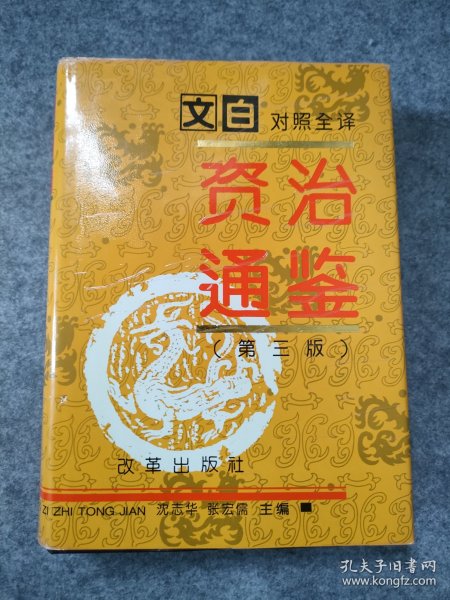 文白对照全译
资治
通鉴
(第三版)
改革出版社
ZI ZHI TONG JIAN 沈志华 张宏儒 主编
孔夫子旧书网
www.kongfz.com